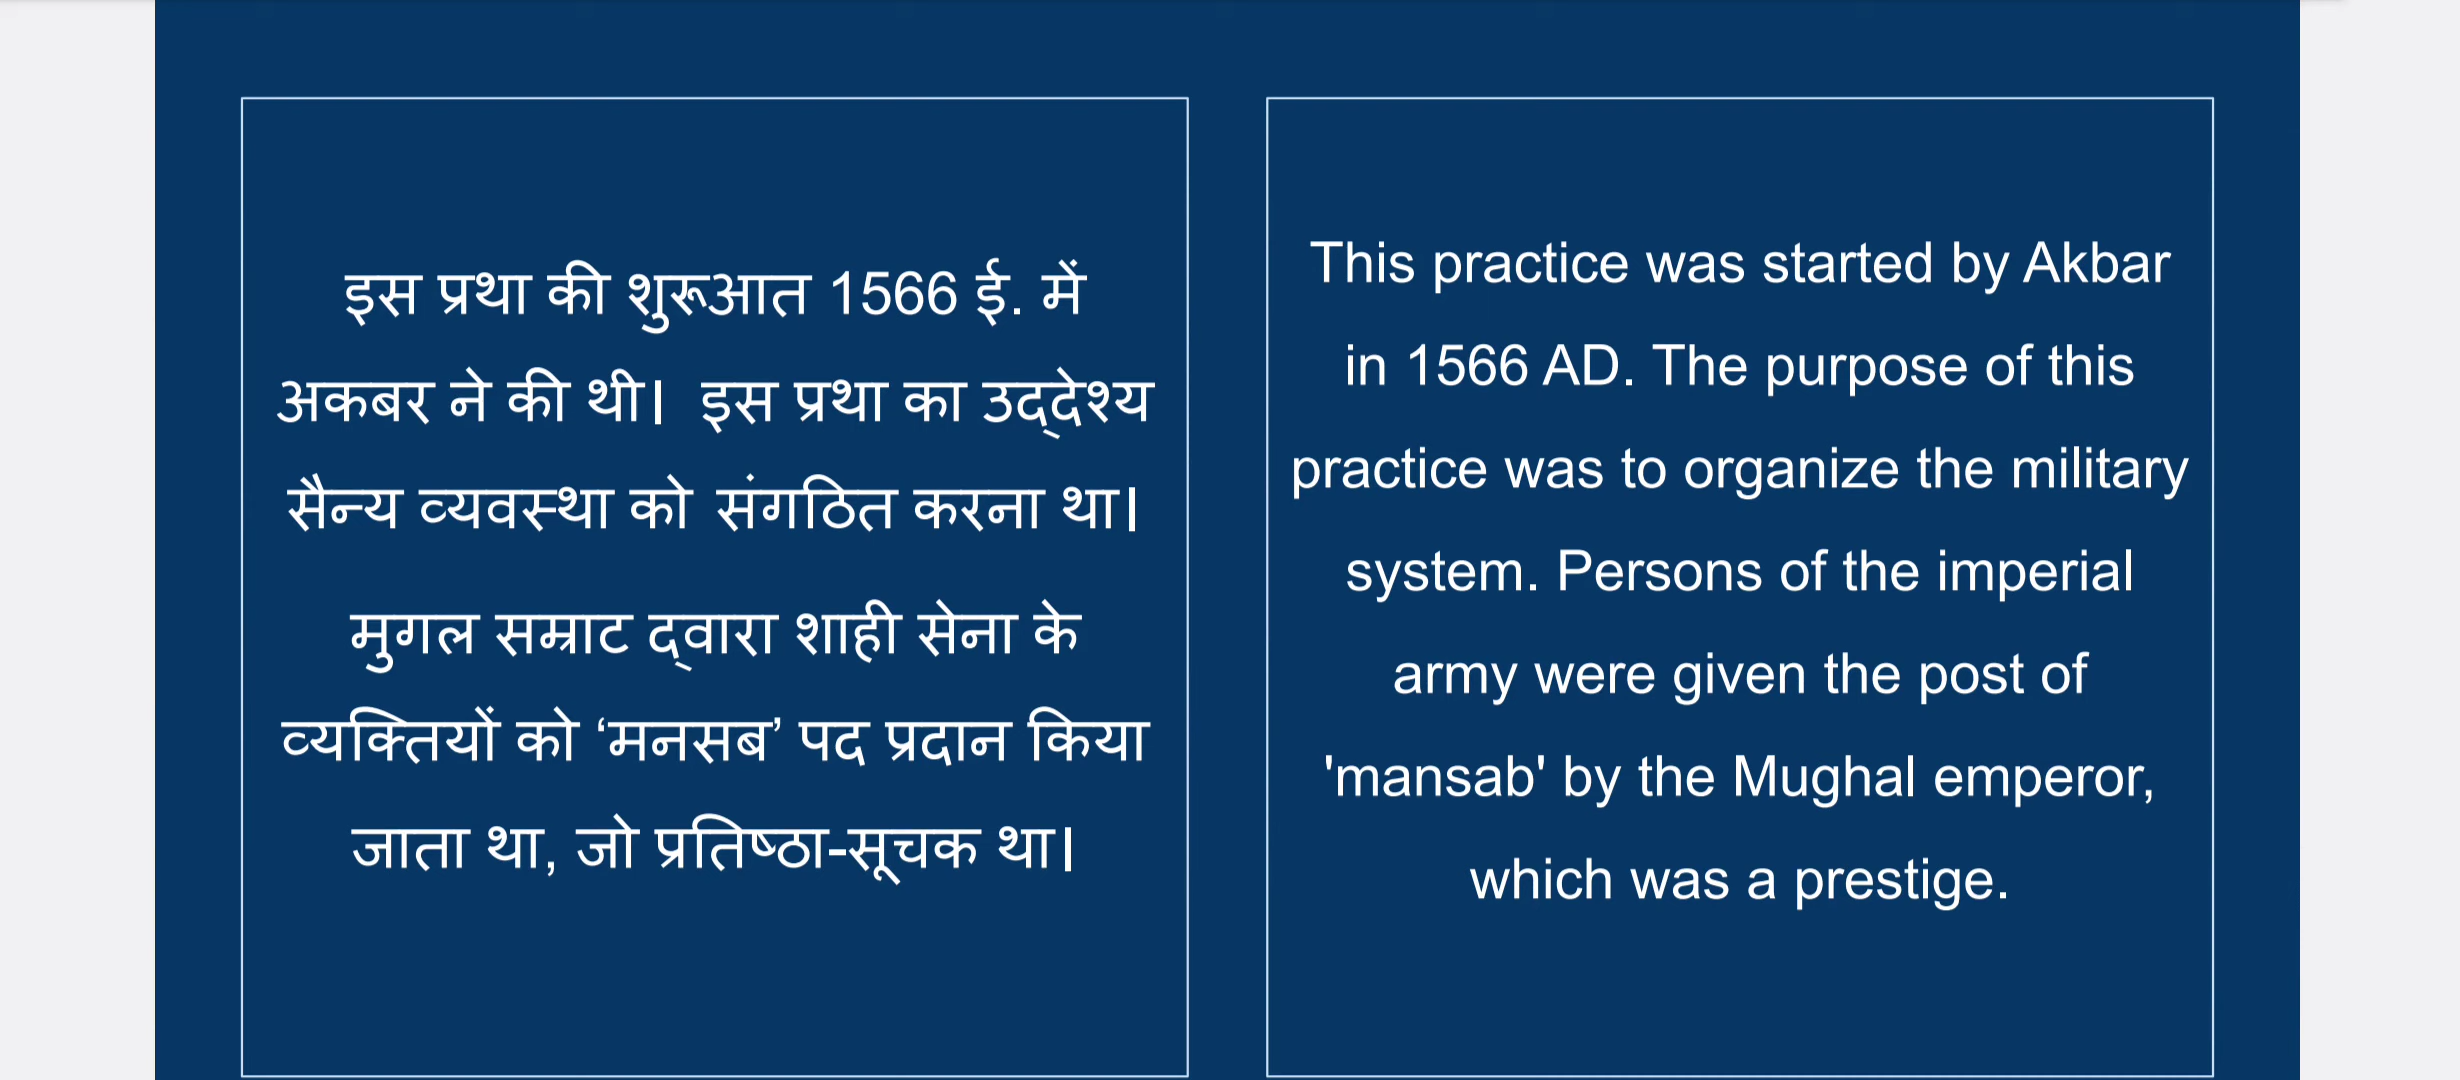 इस प्रथा की शुरूआत 1566 ई. में
अकबर ने की थी।  इस प्रथा का उद्देश्य
सैन्य व्यवस्था को  संगठित करना था।
मुगल सम्राट द्वारा शाही सेना के
व्यक्तियों को ‘मनसब’ पद प्रदान किया
जाता था, जो प्रतिष्ठा-सूचक था।
This practice was started by Akbar
in 1566 AD. The purpose of this
practice was to organize the military
system. Persons of the imperial
army were given the post of
'mansab' by the Mughal emperor,
which was a prestige.